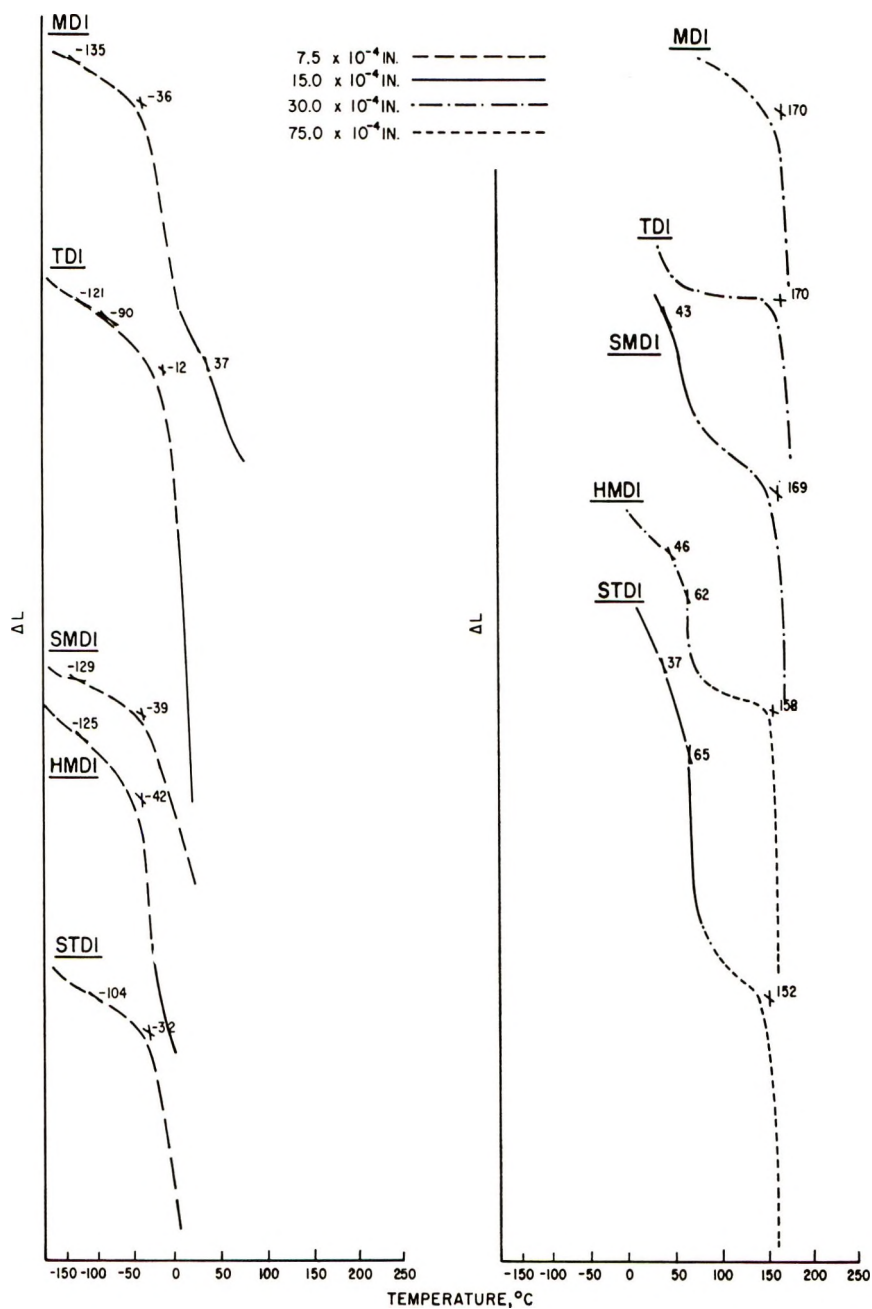 MDI
-135
-36
7.5 x 10⁻⁴ IN.
15.0 x 10⁻⁴ IN.
30.0 x 10⁻⁴ IN.
75.0 x 10⁻⁴ IN.
TDI
-121
-90
-12
37
SMDI
-129
-39
-125
HMDI
-42
STDI
-104
-32
ΔL
-150 -100 -50 0 50 100 150 200 250
MDI
170
TDI
170
43
SMDI
169
HMDI
46
62
STDI
37
158
65
152
ΔL
0 50 100 150 200 250
TEMPERATURE, °C